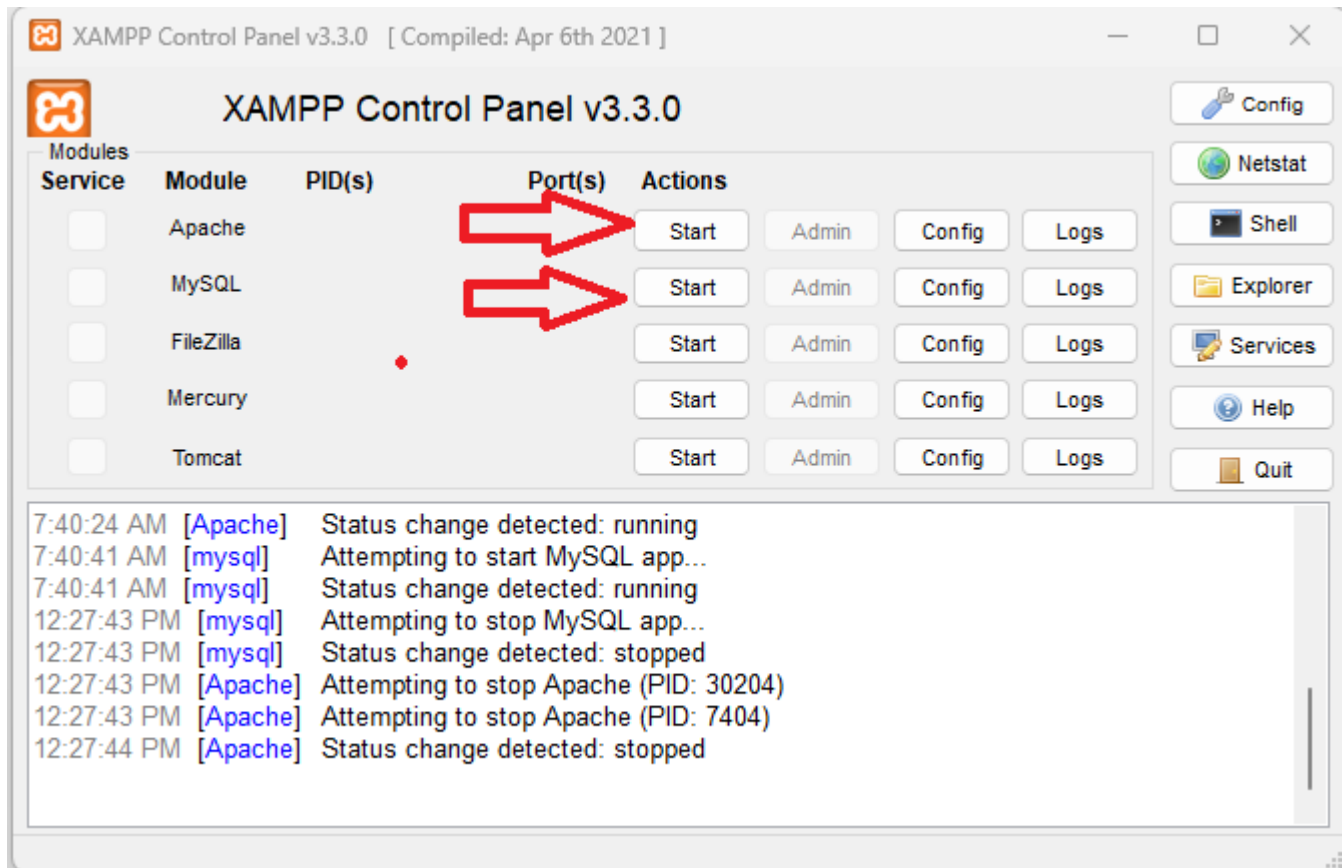 XAMPP Control Panel v3.3.0 [ Compiled: Apr 6th 2021 ]
XAMPP Control Panel v3.3.0
Modules
Service Module PID(s) Port(s) Actions
Apache Start Admin Config Logs
MySQL Start Admin Config Logs
FileZilla Start Admin Config Logs
Mercury Start Admin Config Logs
Tomcat Start Admin Config Logs
Config
Netstat
Shell
Explorer
Services
Help
Quit
7:40:24 AM [Apache] Status change detected: running
7:40:41 AM [mysql] Attempting to start MySQL app...
7:40:41 AM [mysql] Status change detected: running
12:27:43 PM [mysql] Attempting to stop MySQL app...
12:27:43 PM [mysql] Status change detected: stopped
12:27:43 PM [Apache] Attempting to stop Apache (PID: 30204)
12:27:43 PM [Apache] Attempting to stop Apache (PID: 7404)
12:27:44 PM [Apache] Status change detected: stopped